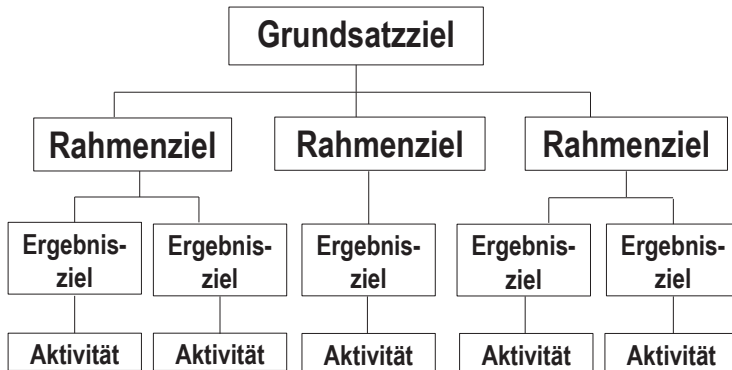 Grundsatzziel
Rahmenziel
Rahmenziel
Rahmenziel
Ergebnis-
ziel
Ergebnis-
ziel
Ergebnis-
ziel
Ergebnis-
ziel
Ergebnis-
ziel
Aktivität
Aktivität
Aktivität
Aktivität
Aktivität